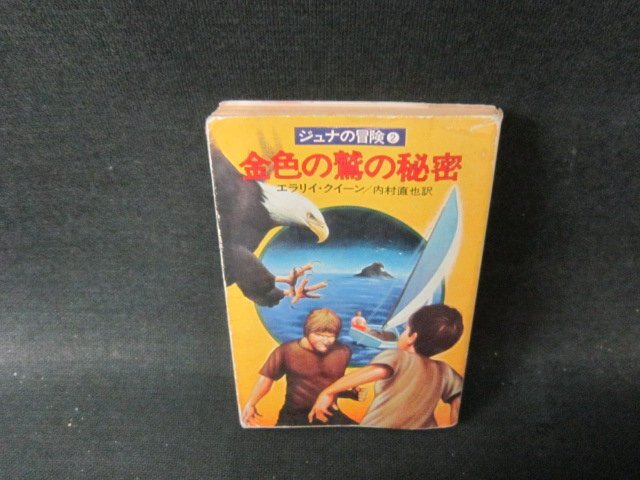 ジュナの冒険②
金色の鷲の秘密
エラリイ・クイーン/内村直也訳